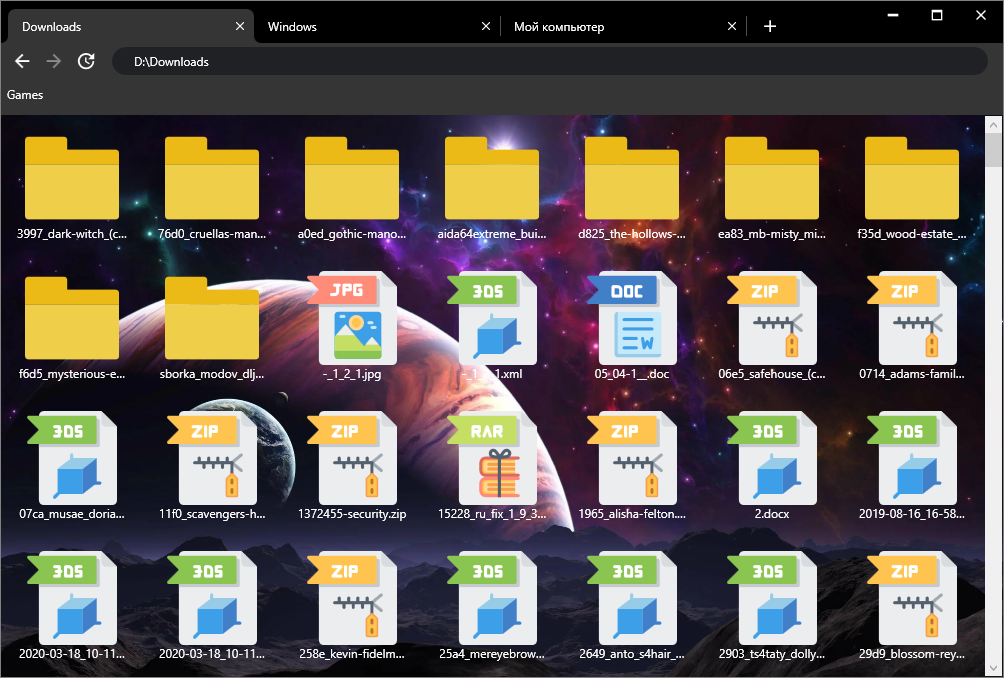 Downloads
Windows
Мой компьютер
D:\Downloads
Games
3997_dark-witch_(c...
76d0_cruellas-man...
a0ed_gothic-mano...
aida64extreme_bui...
d825_the-hollows-...
ea83_mb-misty_mi...
f35d_wood-estate_...
f6d5_mysterious-e...
sborka_modov_dlj...
JPG
3DS
DOC
W
ZIP
ZIP
-_1_2_1.jpg
05_04-1__.doc
06e5_safehouse_(c...
0714_adams-famil...
3DS
ZIP
ZIP
RAR
ZIP
3DS
3DS
07ca_musae_doria...
11f0_scavengers-h...
1372455-security.zip
15228_ru_fix_1_9_3...
1965_alisha-felton....
2.docx
2019-08-16_16-58...
3DS
3DS
ZIP
3DS
3DS
3DS
ZIP
2020-03-18_10-11...
2020-03-18_10-11...
258e_kevin-fidelm...
25a4_mereyebrow...
2649_anto_s4hair_...
2903_ts4taty_dolly...
29d9_blossom-rey...